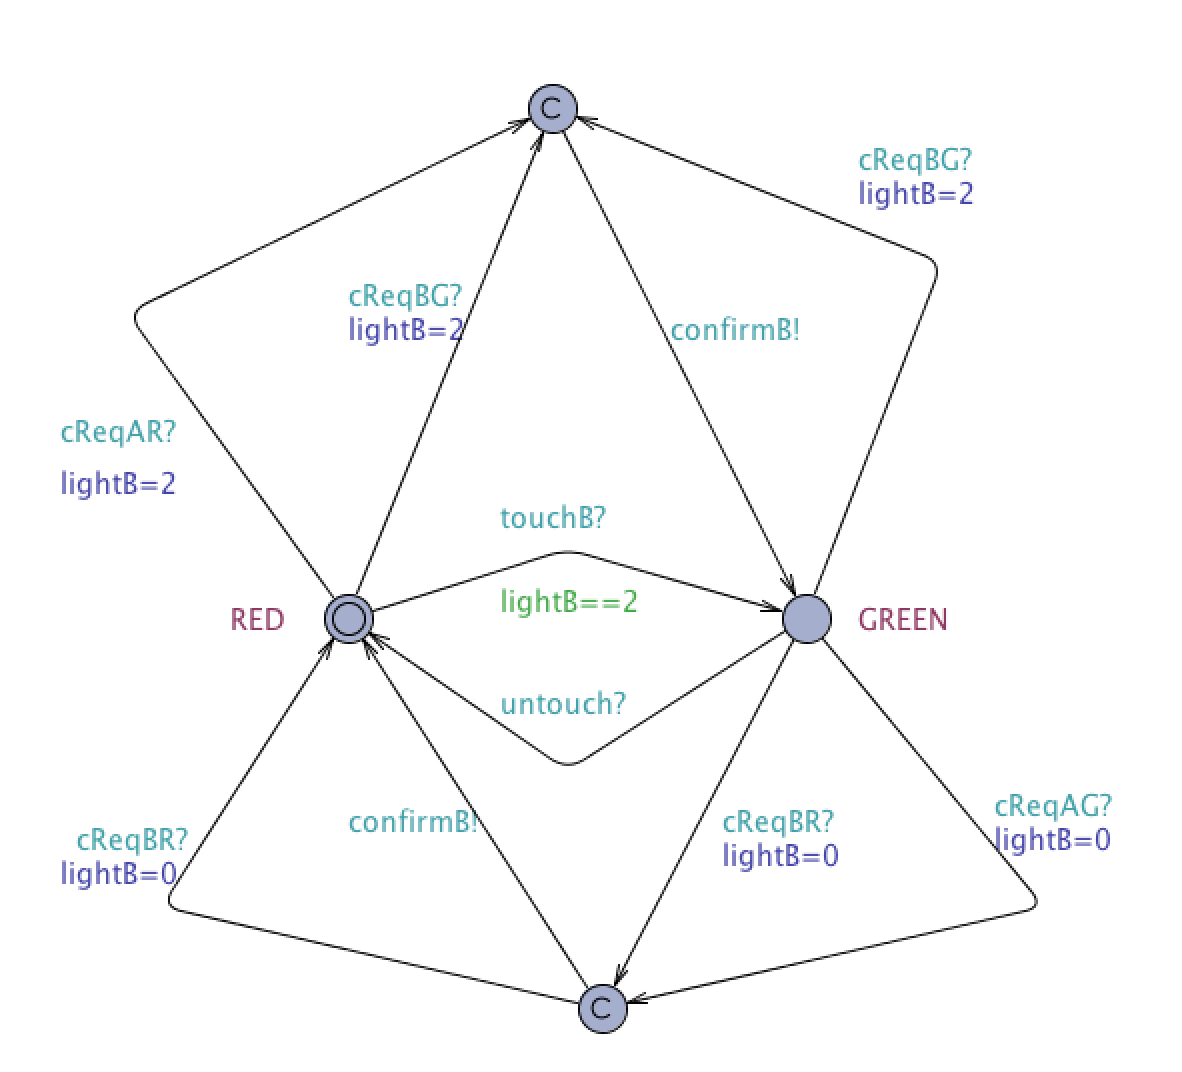 C
cReqBG?
lightB=2
cReqBG?
lightB=2
confirmB!
cReqAR?
lightB=2
touchB?
lightB==2
RED
GREEN
untouch?
cReqBR?
lightB=0
confirmB!
cReqBR?
lightB=0
cReqAG?
lightB=0
C